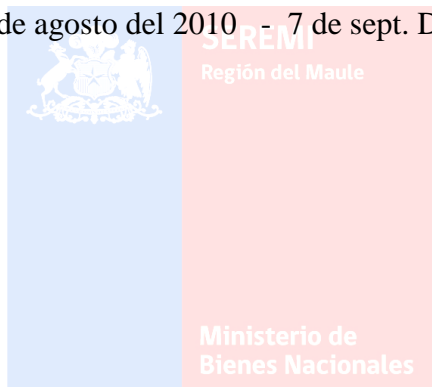 de agosto del 2010 - 7 de sept. D
SEREMI
Región del Maule
Ministerio de
Bienes Nacionales